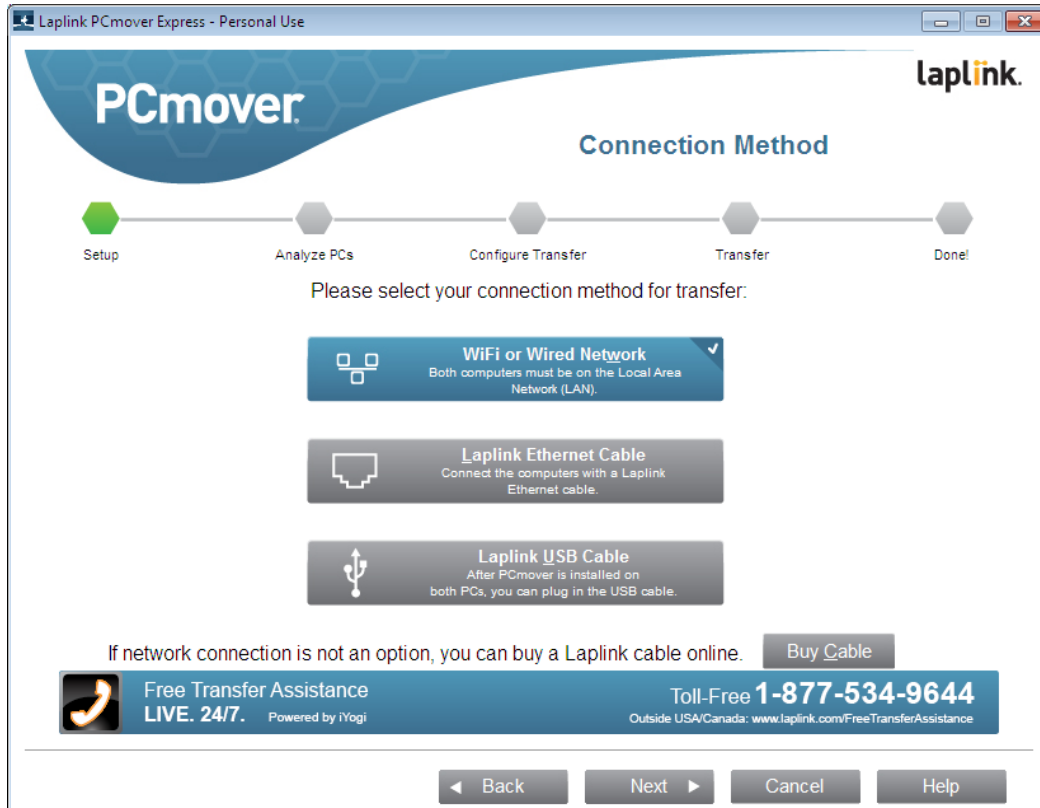 Laplink PCmover Express - Personal Use
PCmover.
laplink.
Connection Method
Setup
Analyze PCs
Configure Transfer
Transfer
Done!
Please select your connection method for transfer:
WiFi or Wired Network
Both computers must be on the Local Area
Network (LAN).
Laplink Ethernet Cable
Connect the computers with a Laplink
Ethernet cable.
Laplink USB Cable
After PCmover is installed on
both PCs, you can plug in the USB cable.
If network connection is not an option, you can buy a Laplink cable online.
Buy Cable
Free Transfer Assistance
LIVE. 24/7. Powered by iYogi
Toll-Free 1-877-534-9644
Outside USA/Canada: www.laplink.com/FreeTransferAssistance
Back
Next
Cancel
Help